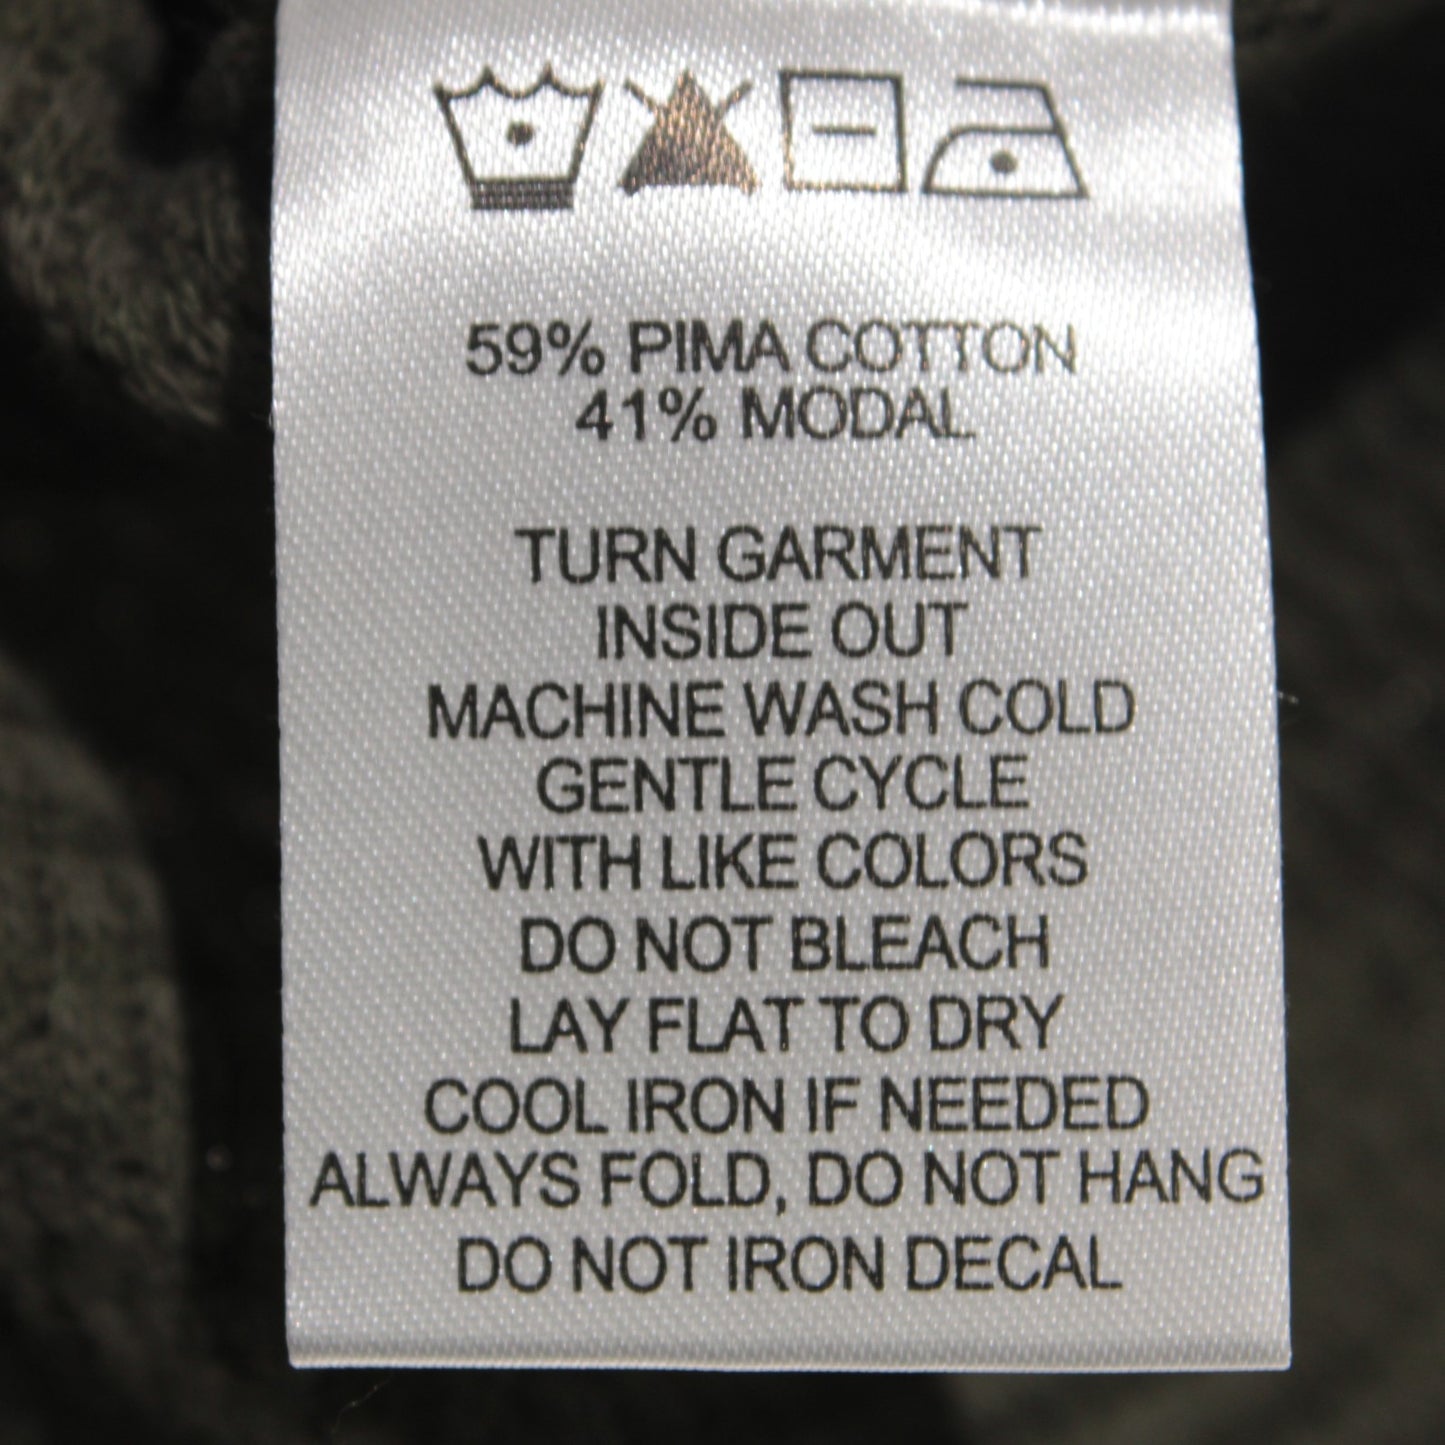 59% PIMA COTTON
41% MODAL
TURN GARMENT
INSIDE OUT
MACHINE WASH COLD
GENTLE CYCLE
WITH LIKE COLORS
DO NOT BLEACH
LAY FLAT TO DRY
COOL IRON IF NEEDED
ALWAYS FOLD, DO NOT HANG
DO NOT IRON DECAL